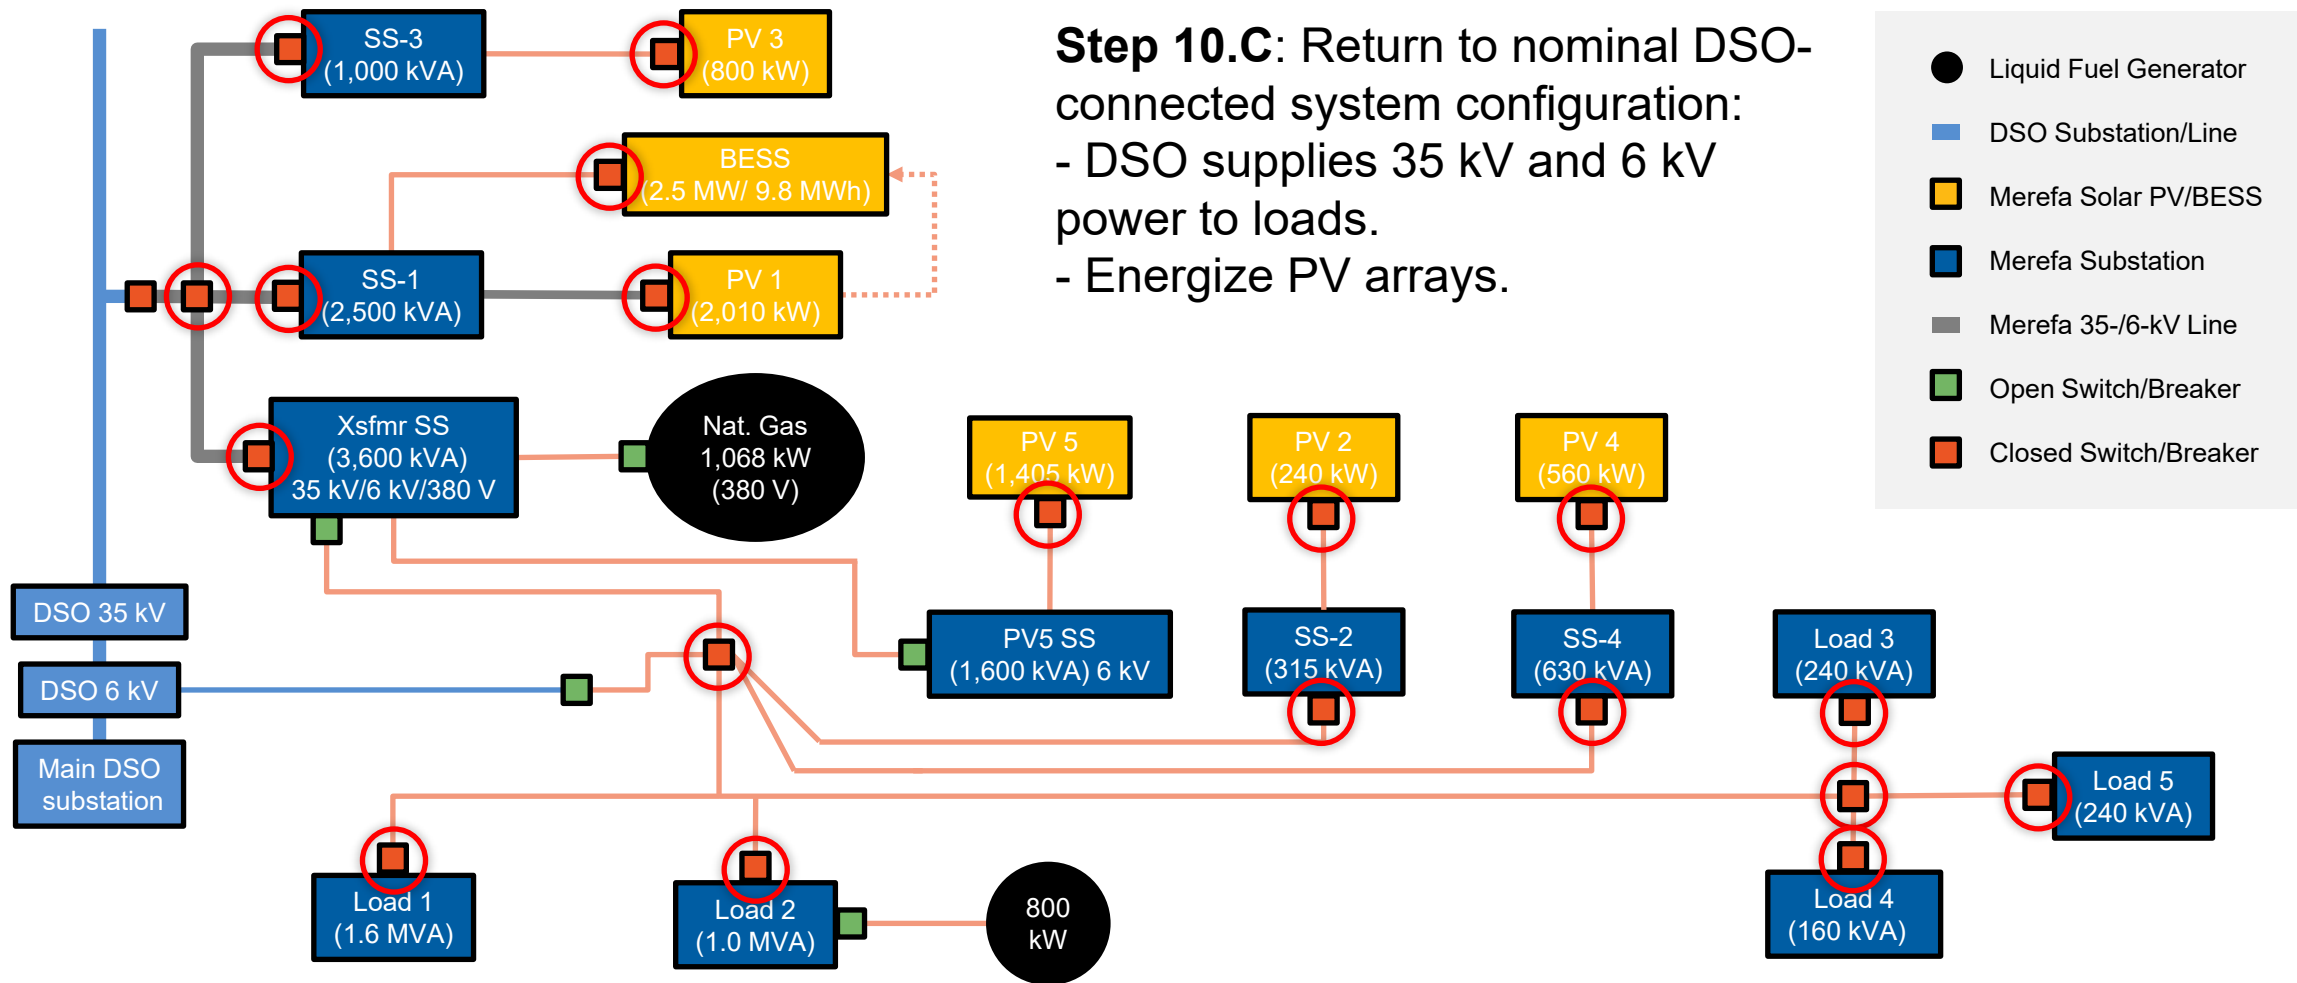 SS-3
(1,000 kVA)
PV 3
(800 kW)
Step 10.C: Return to nominal DSO-
connected system configuration:
- DSO supplies 35 kV and 6 kV
power to loads.
- Energize PV arrays.
Liquid Fuel Generator
DSO Substation/Line
Merefa Solar PV/BESS
Merefa Substation
Merefa 35-/6-kV Line
Open Switch/Breaker
Closed Switch/Breaker
BESS
(2.5 MW/ 9.8 MWh)
SS-1
(2,500 kVA)
PV 1
(2,010 kW)
Xsfmr SS
(3,600 kVA)
35 kV/6 kV/380 V
Nat. Gas
1,068 kW
(380 V)
PV 5
(1,405 kW)
PV 2
(240 kW)
PV 4
(560 kW)
DSO 35 kV
DSO 6 kV
Main DSO
substation
PV5 SS
(1,600 kVA) 6 kV
SS-2
(315 kVA)
SS-4
(630 kVA)
Load 3
(240 kVA)
Load 5
(240 kVA)
Load 1
(1.6 MVA)
Load 2
(1.0 MVA)
800
kW
Load 4
(160 kVA)